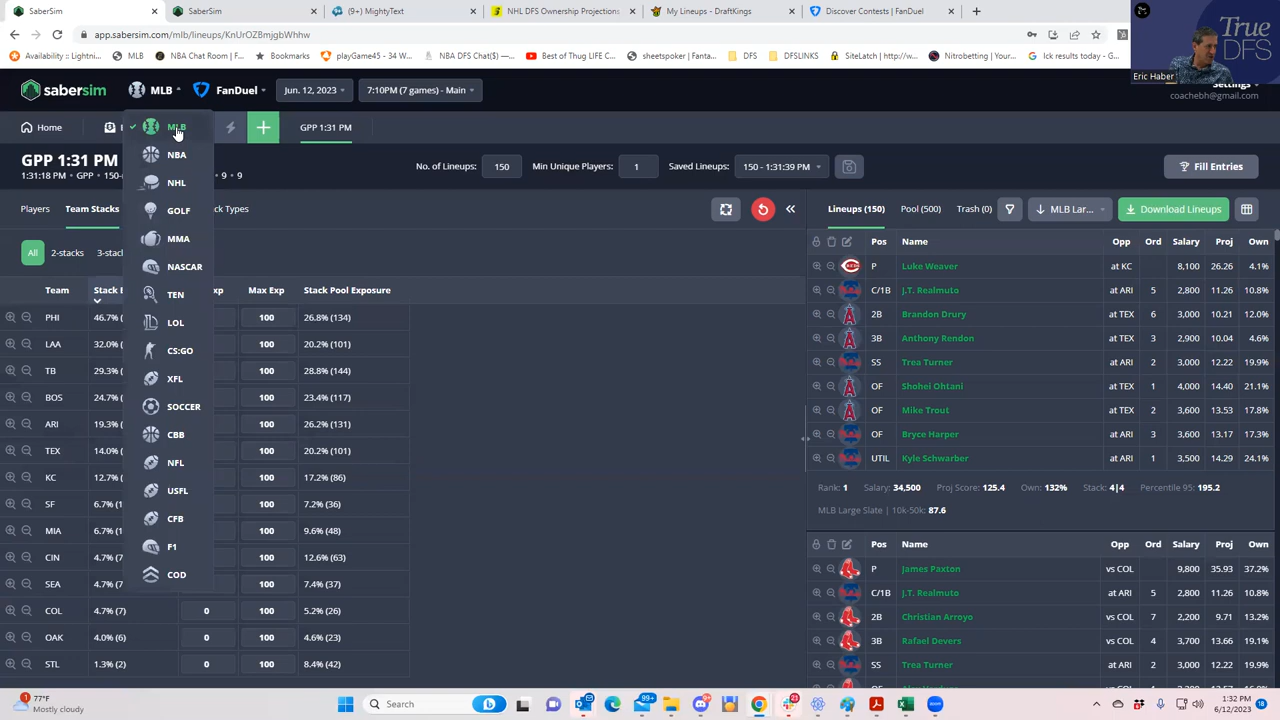 SaberSim
SaberSim
(9+) MightyText
NHL DFS Ownership Projections
My Lineups - DraftKings
Discover Contests | FanDuel
app.sabersim.com/mlb/lineups/KnUrOZBmjgbWhhw
Availability :: Lightni...
MLB
NBA Chat Room | F...
playGame45 - 34 W...
Bookmarks
NBA DFS Chat($)
Best of Thug LIFE C...
sheetspoker | Fanta...
DFS
DFSLINKS
SiteLatch | Home
Nitrobetting | Your...
Ick results today - G...
True
DFS
Eric Haber
sabersim
MLB
FanDuel
Jun. 12, 2023
7:10PM (7 games) - Main
Settings
coachebh@gmail.com
Home
GPP 1:31 PM
MLB
NBA
NHL
GOLF
MMA
NASCAR
TEN
LOL
CS:GO
XFL
SOCCER
CBB
NFL
USFL
CFB
F1
COD
GPP 1:31 PM
1:31:18 PM • GPP • 150-
• 9 • 9
No. of Lineups: 150
Min Unique Players: 1
Saved Lineups: 150 - 1:31:39 PM
Fill Entries
Players
Team Stacks
ck Types
Lineups (150)
Pool (500)
Trash (0)
MLB Lar...
Download Lineups
All
2-stacks
3-stac
Team
Stack E
xp
Max Exp
Stack Pool Exposure
PHI 46.7% (7 100 26.8% (134)
LAA 32.0% ( 100 20.2% (101)
TB 29.3% ( 100 28.8% (144)
BOS 24.7% ( 100 23.4% (117)
ARI 19.3% ( 100 26.2% (131)
TEX 14.0% ( 100 20.2% (101)
KC 12.7% ( 100 17.2% (86)
SF 6.7% (1 100 7.2% (36)
MIA 6.7% (1 100 9.6% (48)
CIN 4.7% (7 100 12.6% (63)
SEA 4.7% (7 100 7.4% (37)
COL 4.7% (7) 0 100 5.2% (26)
OAK 4.0% (6) 0 100 4.6% (23)
STL 1.3% (2) 0 100 8.4% (42)
Pos Name Opp Ord Salary Proj Own
P Luke Weaver at KC 8,100 26.26 4.1%
C/1B J.T. Realmuto at ARI 5 2,800 11.26 10.8%
2B Brandon Drury at TEX 6 3,000 10.21 12.0%
3B Anthony Rendon at TEX 3 2,900 10.04 4.6%
SS Trea Turner at ARI 2 3,000 12.22 19.9%
OF Shohei Ohtani at TEX 1 4,000 14.40 21.1%
OF Mike Trout at TEX 2 3,600 13.53 17.8%
OF Bryce Harper at ARI 3 3,600 13.17 17.3%
UTIL Kyle Schwarber at ARI 1 3,500 14.29 24.1%
Rank: 1 Salary: 34,500 Proj Score: 125.4 Own: 132% Stack: 4|4 Percentile 95: 195.2
MLB Large Slate | 10k-50k: 87.6
Pos Name Opp Ord Salary Proj Own
P James Paxton vs COL 9,800 35.93 37.2%
C/1B J.T. Realmuto at ARI 5 2,800 11.26 10.8%
2B Christian Arroyo vs COL 7 2,700 9.71 13.2%
3B Rafael Devers vs COL 4 3,700 13.66 19.1%
SS Trea Turner at ARI 2 3,000 12.22 19.9%
77°F
Mostly cloudy
Search
99+
21
1:32 PM
6/12/2023
18